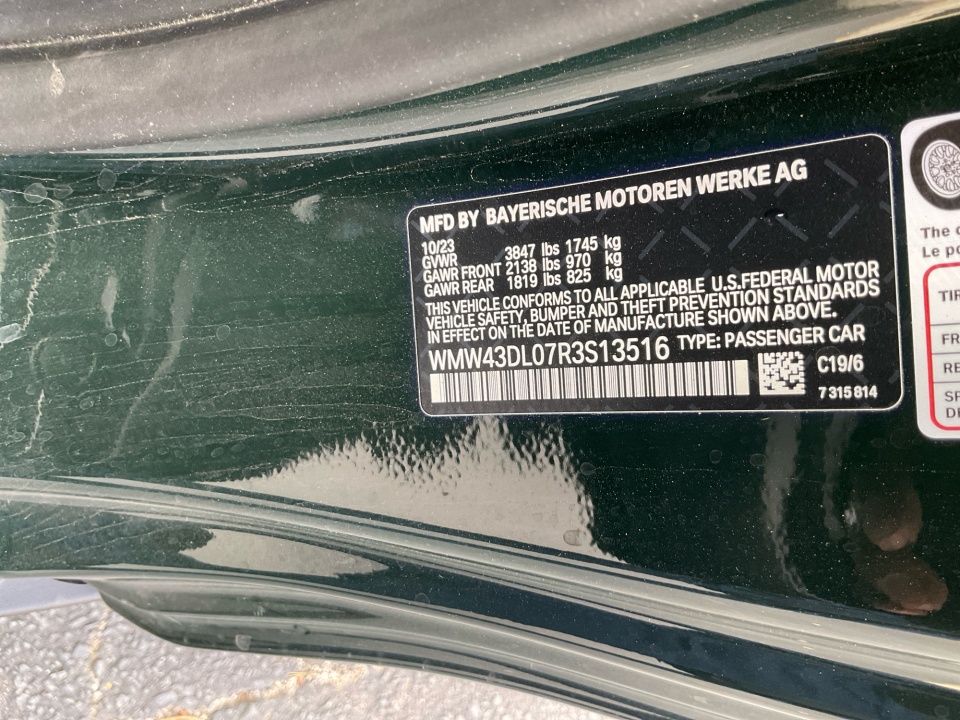 MFD BY BAYERISCHE MOTOREN WERKE AG
10/23
GVWR 3847 lbs 1745 kg
GAWR FRONT 2138 lbs 970 kg
GAWR REAR 1819 lbs 825 kg
THIS VEHICLE CONFORMS TO ALL APPLICABLE U.S.FEDERAL MOTOR
VEHICLE SAFETY, BUMPER AND THEFT PREVENTION STANDARDS
IN EFFECT ON THE DATE OF MANUFACTURE SHOWN ABOVE.
WMW43DL07R3S13516 TYPE: PASSENGER CAR
C19/6
7 315 814
The
Le